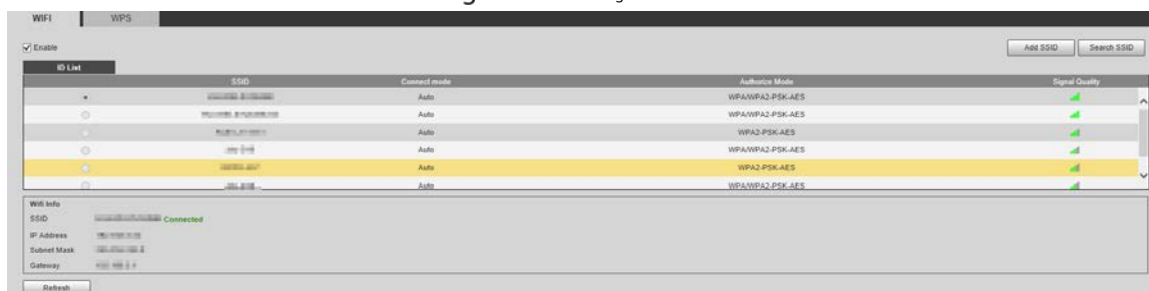 WIFI WPS
Enable Add SSID Search SSID
ID List
SSID Connect mode Authorize Mode Signal Quality
Auto WPA/WPA2-PSK-AES
Auto WPA/WPA2-PSK-AES
Auto WPA2-PSK-AES
Auto WPA/WPA2-PSK-AES
Auto WPA2-PSK-AES
Auto WPA/WPA2-PSK-AES
Wifi Info
SSID Connected
IP Address
Subnet Mask
Gateway
Refresh